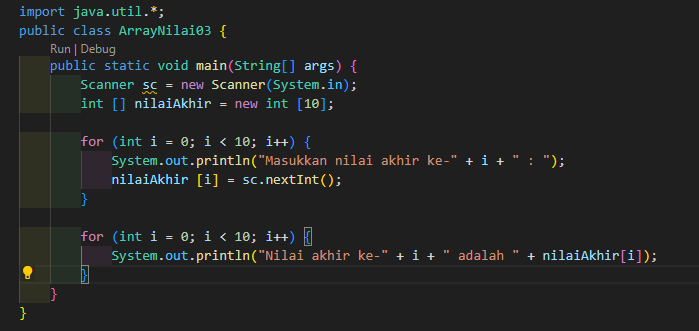 import java.util.*;
public class ArrayNilai03 {
Run | Debug
public static void main(String[] args) {
Scanner sc = new Scanner(System.in);
int [] nilaiAkhir = new int [10];
for (int i = 0; i < 10; i++) {
System.out.println("Masukkan nilai akhir ke-" + i + " : ");
nilaiAkhir [i] = sc.nextInt();
}
for (int i = 0; i < 10; i++) {
System.out.println("Nilai akhir ke-" + i + " adalah " + nilaiAkhir[i]);
}
}
}